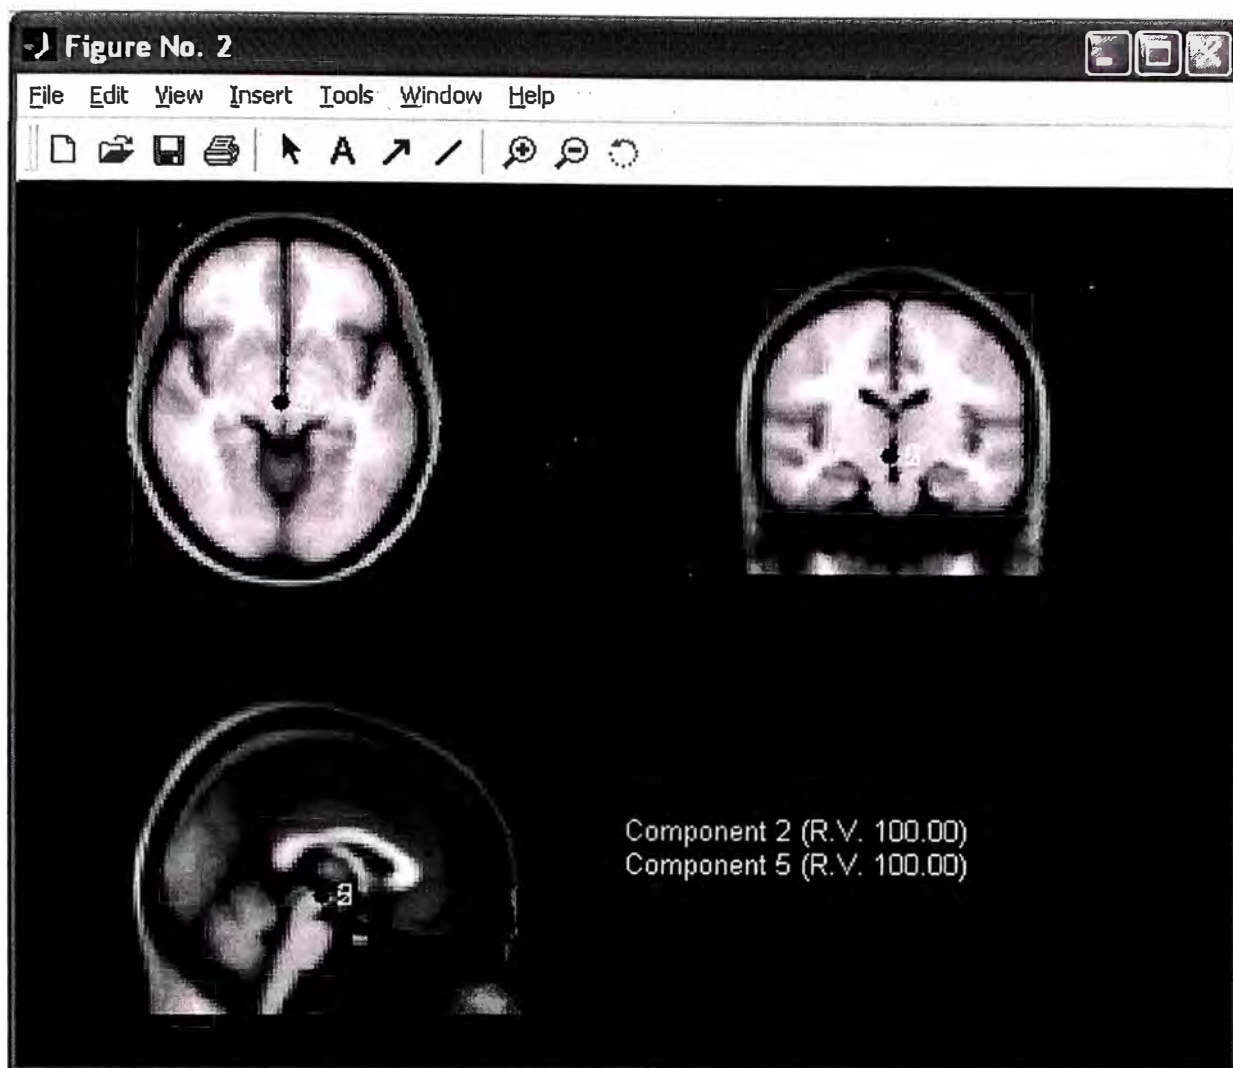 Figure No. 2
File Edit View Insert Tools Window Help
A
Component 2 (R.V. 100.00)
Component 5 (R.V. 100.00)